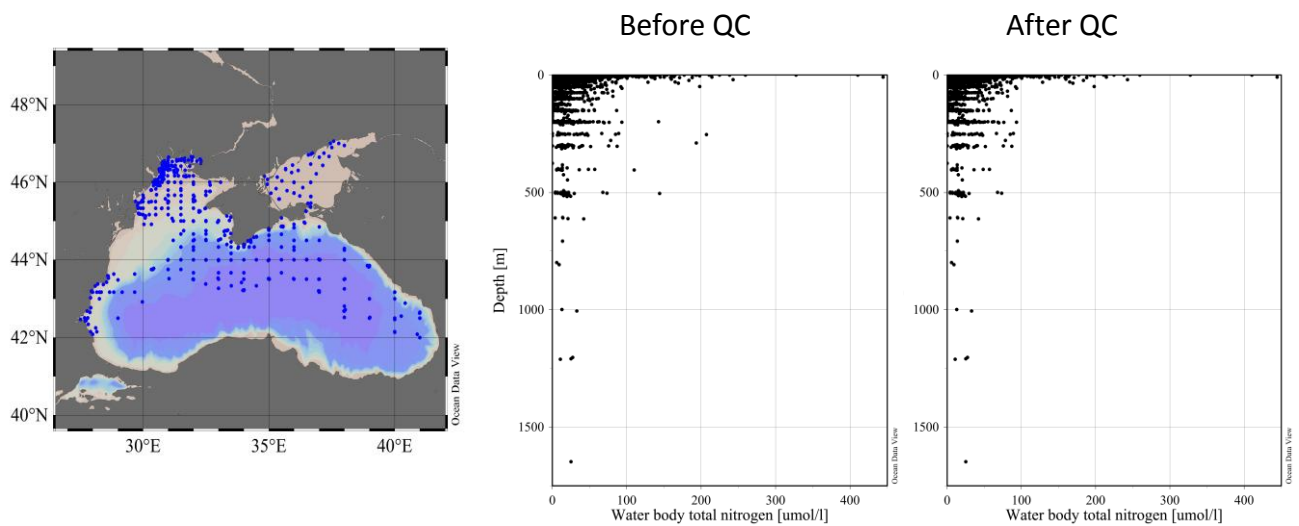 Before QC
After QC
48°N
46°N
44°N
42°N
40°N
30°E
35°E
40°E
Ocean Data View
Depth [m]
0
500
1000
1500
0
100
200
300
400
Water body total nitrogen [umol/l]
Ocean Data View
0
500
1000
1500
0
100
200
300
400
Water body total nitrogen [umol/l]
Ocean Data View